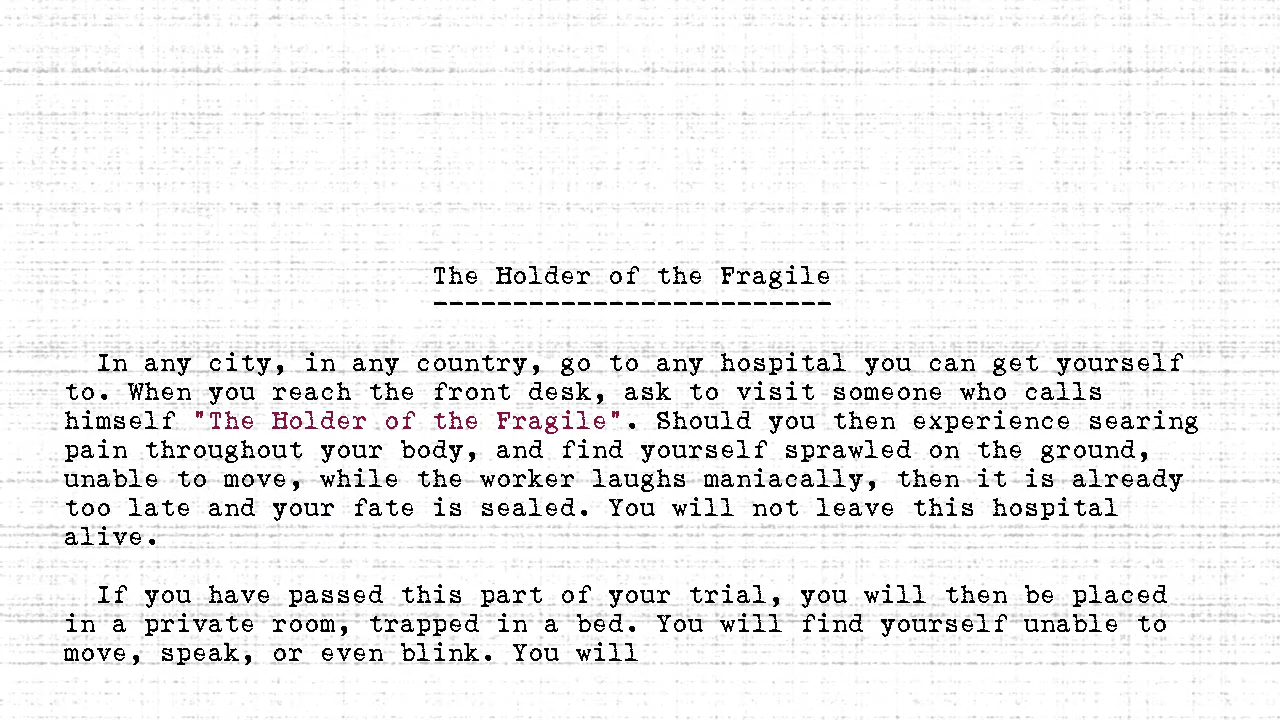 The Holder of the Fragile
-------------------------
In any city, in any country, go to any hospital you can get yourself
to. When you reach the front desk, ask to visit someone who calls
himself "The Holder of the Fragile". Should you then experience searing
pain throughout your body, and find yourself sprawled on the ground,
unable to move, while the worker laughs maniacally, then it is already
too late and your fate is sealed. You will not leave this hospital
alive.
If you have passed this part of your trial, you will then be placed
in a private room, trapped in a bed. You will find yourself unable to
move, speak, or even blink. You will